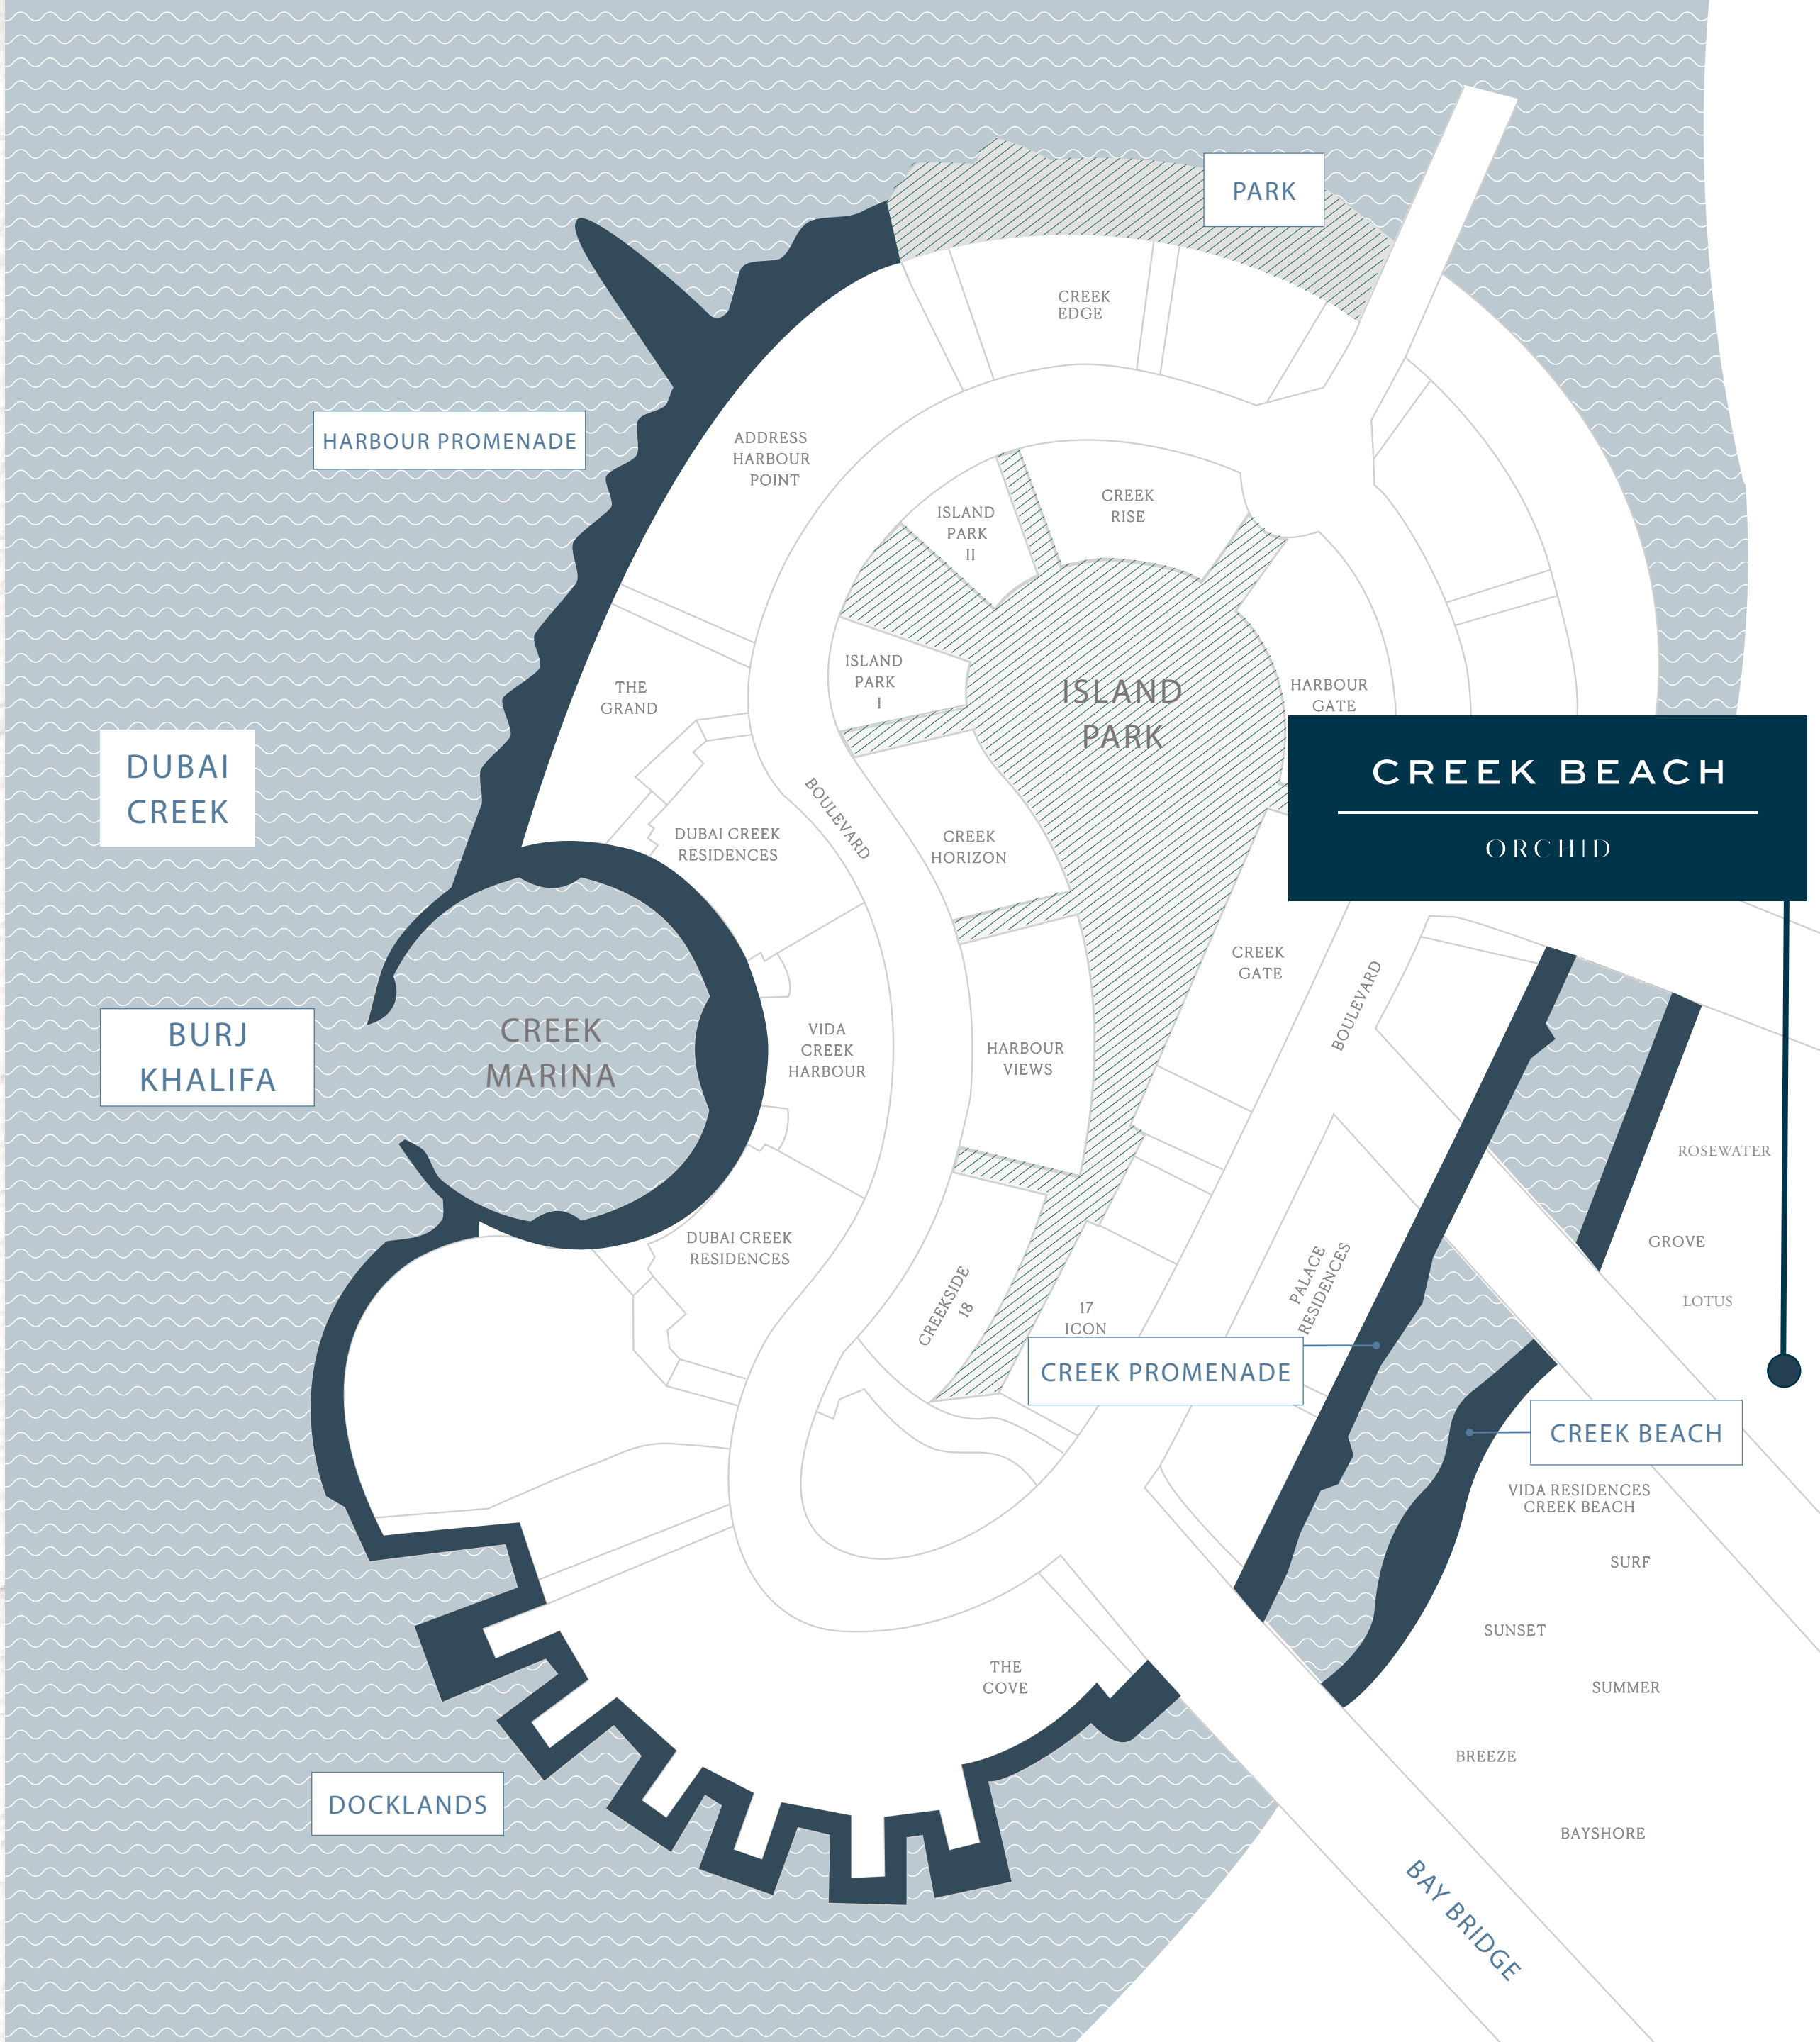 PARK
CREEK
EDGE
HARBOUR PROMENADE
ADDRESS
HARBOUR
POINT
ISLAND
PARK
II
CREEK
RISE
ISLAND
PARK
I
THE
GRAND
ISLAND
PARK
HARBOUR
GATE
DUBAI
CREEK
CREEK BEACH
ORCHID
BOULEVARD
DUBAI CREEK
RESIDENCES
CREEK
HORIZON
CREEK
GATE
BOULEVARD
BURJ
KHALIFA
CREEK
MARINA
VIDA
CREEK
HARBOUR
HARBOUR
VIEWS
ROSEWATER
GROVE
LOTUS
DUBAI CREEK
RESIDENCES
CREEKSIDE
18
17
ICON
PALACE
RESIDENCES
CREEK PROMENADE
CREEK BEACH
VIDA RESIDENCES
CREEK BEACH
SURF
SUNSET
THE
COVE
SUMMER
BREEZE
DOCKLANDS
BAYSHORE
BAY BRIDGE